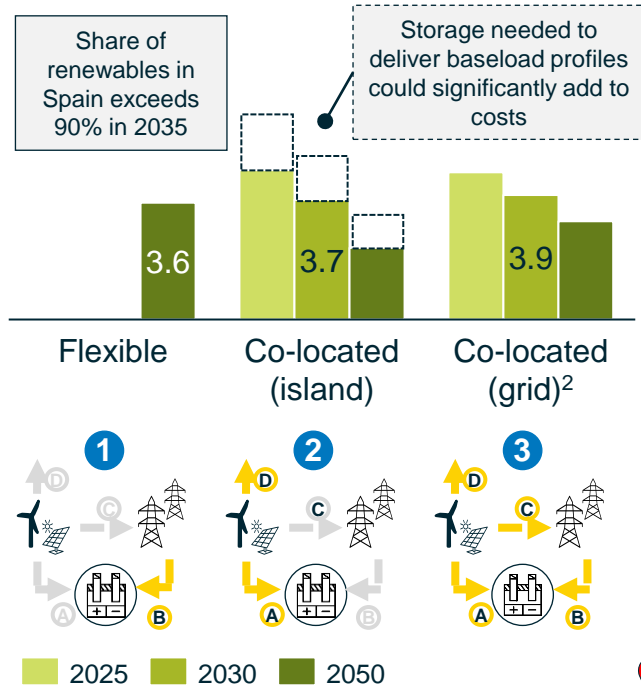 Share of
renewables in
Spain exceeds
90% in 2035
Storage needed to
deliver baseload profiles
could significantly add to
costs
3.6
3.7
3.9
Flexible
Co-located
(island)
Co-located
(grid)2
1
2
3
D
C
A
B
D
C
A
B
D
C
A
B
2025
2030
2050